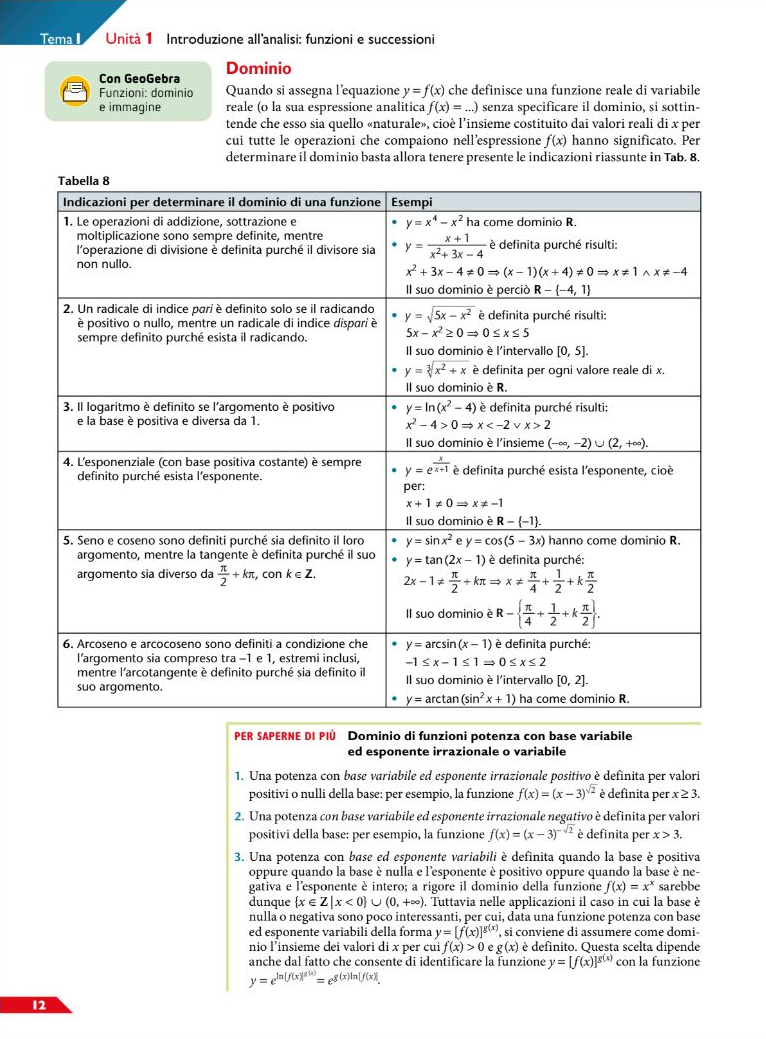 Tema I Unità 1 Introduzione all'analisi: funzioni e successioni
Con GeoGebra
Funzioni: dominio
e immagine
Dominio
Quando si assegna l'equazione y = f(x) che definisce una funzione reale di variabile
reale (o la sua espressione analitica f(x) = ...) senza specificare il dominio, si sottin-
tende che esso sia quello «naturale», cioè l'insieme costituito dai valori reali di x per
cui tutte le operazioni che compaiono nell'espressione f(x) hanno significato. Per
determinare il dominio basta allora tenere presente le indicazioni riassunte in Tab. 8.
Tabella 8
Indicazioni per determinare il dominio di una funzione Esempi
1. Le operazioni di addizione, sottrazione e
moltiplicazione sono sempre definite, mentre
l'operazione di divisione è definita purché il divisore sia
non nullo.
• y = x⁴ – x² ha come dominio R.
• y = (x + 1)/(x² + 3x – 4) è definita purché risulti:
x² + 3x – 4 ≠ 0 ⇒ (x – 1)(x + 4) ≠ 0 ⇒ x ≠ 1 ∧ x ≠ –4
Il suo dominio è perciò R – {–4, 1}
2. Un radicale di indice pari è definito solo se il radicando
è positivo o nullo, mentre un radicale di indice dispari è
sempre definito purché esista il radicando.
• y = √(5x – x²) è definita purché risulti:
5x – x² ≥ 0 ⇒ 0 ≤ x ≤ 5
Il suo dominio è l'intervallo [0, 5].
• y = ∛(x² + x) è definita per ogni valore reale di x.
Il suo dominio è R.
3. Il logaritmo è definito se l'argomento è positivo
e la base è positiva e diversa da 1.
• y = ln(x² – 4) è definita purché risulti:
x² – 4 > 0 ⇒ x < –2 ∨ x > 2
Il suo dominio è l'insieme (–∞, –2) ∪ (2, +∞).
4. L'esponenziale (con base positiva costante) è sempre
definito purché esista l'esponente.
• y = e^(x/(x+1)) è definita purché esista l'esponente, cioè
per:
x + 1 ≠ 0 ⇒ x ≠ –1
Il suo dominio è R – {–1}.
5. Seno e coseno sono definiti purché sia definito il loro
argomento, mentre la tangente è definita purché il suo
argomento sia diverso da π/2 + kπ, con k ∈ Z.
• y = sin x² e y = cos(5 – 3x) hanno come dominio R.
• y = tan(2x – 1) è definita purché:
2x – 1 ≠ π/2 + kπ ⇒ x ≠ π/4 + 1/2 + k π/2
Il suo dominio è R – {π/4 + 1/2 + k π/2}.
6. Arcoseno e arcocoseno sono definiti a condizione che
l'argomento sia compreso tra –1 e 1, estremi inclusi,
mentre l'arcotangente è definito purché sia definito il
suo argomento.
• y = arcsin(x – 1) è definita purché:
–1 ≤ x – 1 ≤ 1 ⇒ 0 ≤ x ≤ 2
Il suo dominio è l'intervallo [0, 2].
• y = arctan(sin² x + 1) ha come dominio R.
PER SAPERNE DI PIÙ Dominio di funzioni potenza con base variabile
ed esponente irrazionale o variabile
1. Una potenza con base variabile ed esponente irrazionale positivo è definita per valori
positivi o nulli della base: per esempio, la funzione f(x) = (x – 3)^√2 è definita per x ≥ 3.
2. Una potenza con base variabile ed esponente irrazionale negativo è definita per valori
positivi della base: per esempio, la funzione f(x) = (x – 3)^–√2 è definita per x > 3.
3. Una potenza con base ed esponente variabili è definita quando la base è positiva
oppure quando la base è nulla e l'esponente è positivo oppure quando la base è ne-
gativa e l'esponente è intero; a rigore il dominio della funzione f(x) = xˣ sarebbe
dunque {x ∈ Z | x < 0} ∪ (0, +∞). Tuttavia nelle applicazioni il caso in cui la base è
nulla o negativa sono poco interessanti, per cui, data una funzione potenza con base
ed esponente variabili della forma y = [f(x)]^g(x), si conviene di assumere come domi-
nio l'insieme dei valori di x per cui f(x) > 0 e g(x) è definito. Questa scelta dipende
anche dal fatto che consente di identificare la funzione y = [f(x)]^g(x) con la funzione
y = e^(ln[f(x)]^g(x)) = e^(g(x)ln[f(x)]).
12